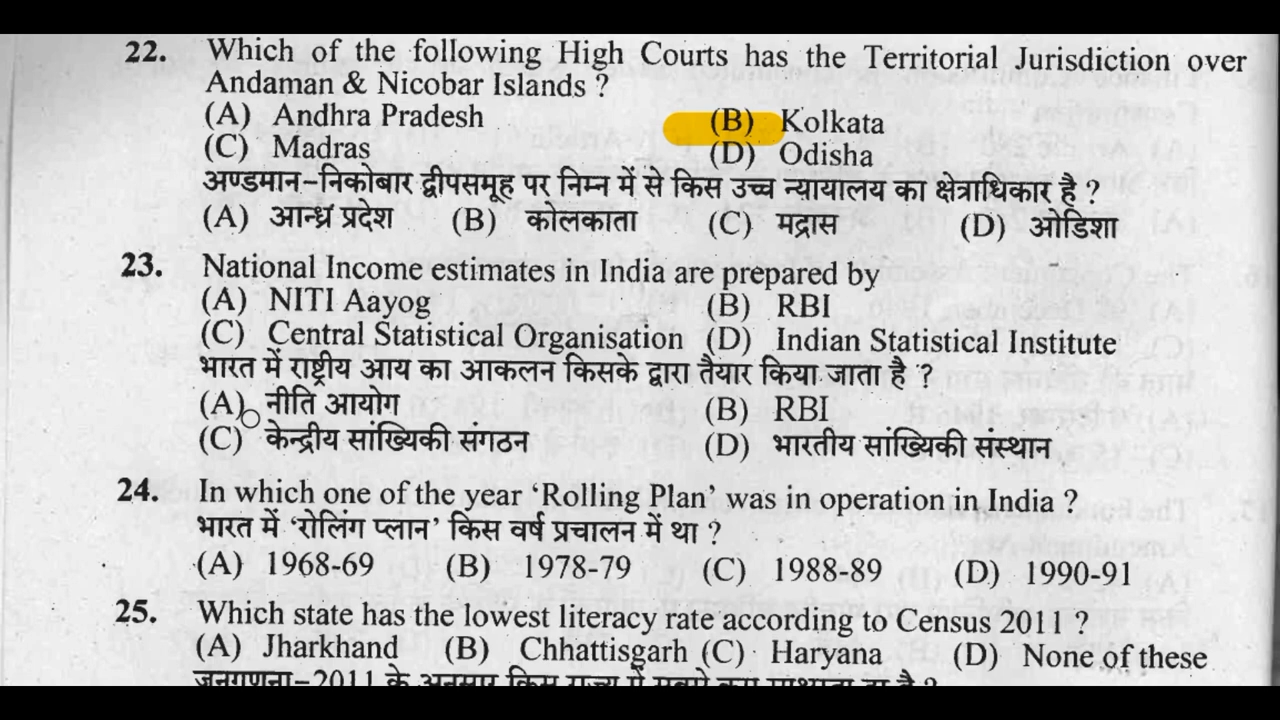 22. Which of the following High Courts has the Territorial Jurisdiction over
Andaman & Nicobar Islands ?
(A) Andhra Pradesh (B) Kolkata
(C) Madras (D) Odisha
अण्डमान-निकोबार द्वीपसमूह पर निम्न में से किस उच्च न्यायालय का क्षेत्राधिकार है ?
(A) आन्ध्र प्रदेश (B) कोलकाता (C) मद्रास (D) ओडिशा
23. National Income estimates in India are prepared by
(A) NITI Aayog (B) RBI
(C) Central Statistical Organisation (D) Indian Statistical Institute
भारत में राष्ट्रीय आय का आकलन किसके द्वारा तैयार किया जाता है ?
(A) नीति आयोग (B) RBI
(C) केन्द्रीय सांख्यिकी संगठन (D) भारतीय सांख्यिकी संस्थान
24. In which one of the year ‘Rolling Plan’ was in operation in India ?
भारत में ‘रोलिंग प्लान’ किस वर्ष प्रचालन में था ?
(A) 1968-69 (B) 1978-79 (C) 1988-89 (D) 1990-91
25. Which state has the lowest literacy rate according to Census 2011 ?
(A) Jharkhand (B) Chhattisgarh (C) Haryana (D) None of these
जनगणना-2011 के अनुसार किस राज्य में सबसे कम